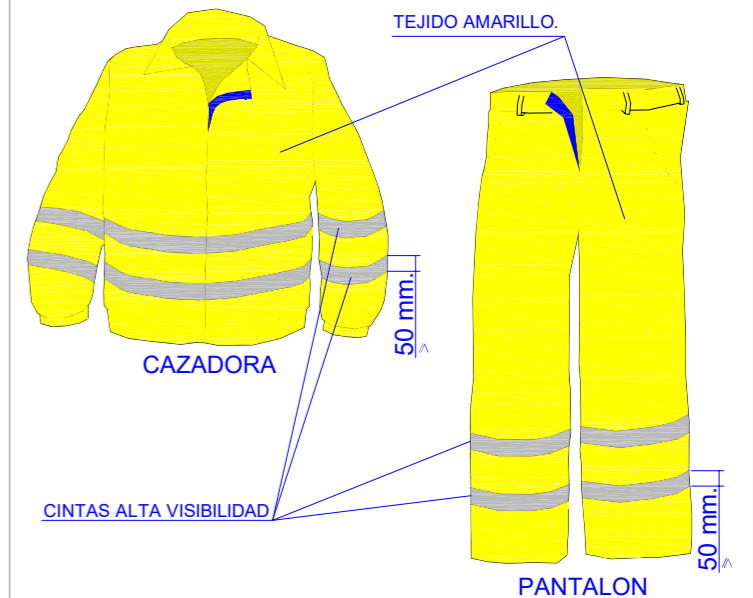 TEJIDO AMARILLO.
50 mm.
CAZADORA
CINTAS ALTA VISIBILIDAD
50 mm.
PANTALON